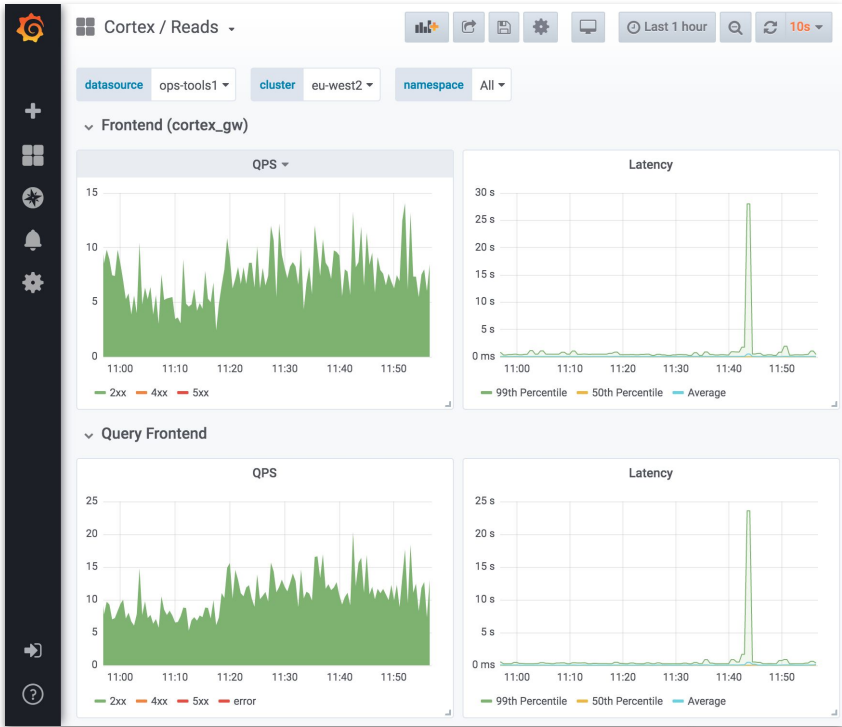 Cortex / Reads
Last 1 hour
10s
datasource ops-tools1 cluster eu-west2 namespace All
Frontend (cortex_gw)
QPS
15
10
5
0
11:00 11:10 11:20 11:30 11:40 11:50
2xx 4xx 5xx
Latency
30 s
25 s
20 s
15 s
10 s
5 s
0 ms
11:00 11:10 11:20 11:30 11:40 11:50
99th Percentile 50th Percentile Average
Query Frontend
QPS
25
20
15
10
5
0
11:00 11:10 11:20 11:30 11:40 11:50
2xx 4xx 5xx error
Latency
25 s
20 s
15 s
10 s
5 s
0 ms
11:00 11:10 11:20 11:30 11:40 11:50
99th Percentile 50th Percentile Average